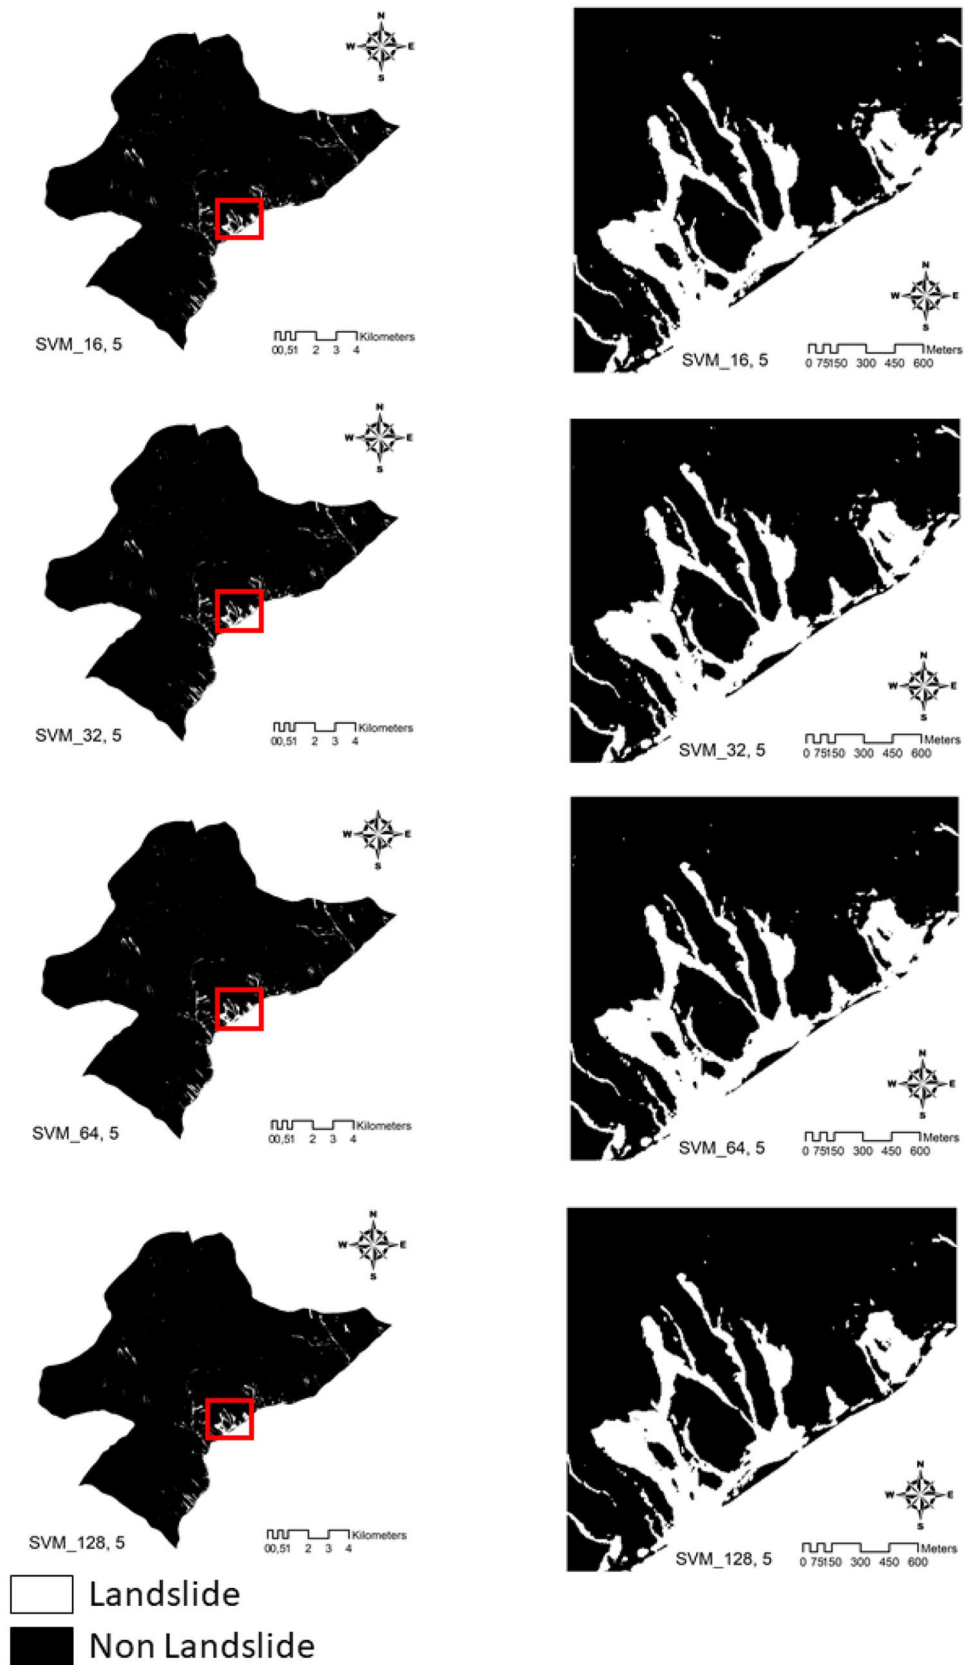 N
W E
S
N
W E
S
SVM_16, 5
Kilometers
00,51 2 3 4
SVM_16, 5
Meters
0 75150 300 450 600
N
W E
S
N
W E
S
SVM_32, 5
Kilometers
00,51 2 3 4
SVM_32, 5
Meters
0 75150 300 450 600
N
W E
S
N
W E
S
SVM_64, 5
Kilometers
00,51 2 3 4
SVM_64, 5
Meters
0 75150 300 450 600
N
W E
S
N
W E
S
SVM_128, 5
Kilometers
00,51 2 3 4
SVM_128, 5
Meters
0 75150 300 450 600
Landslide
Non Landslide